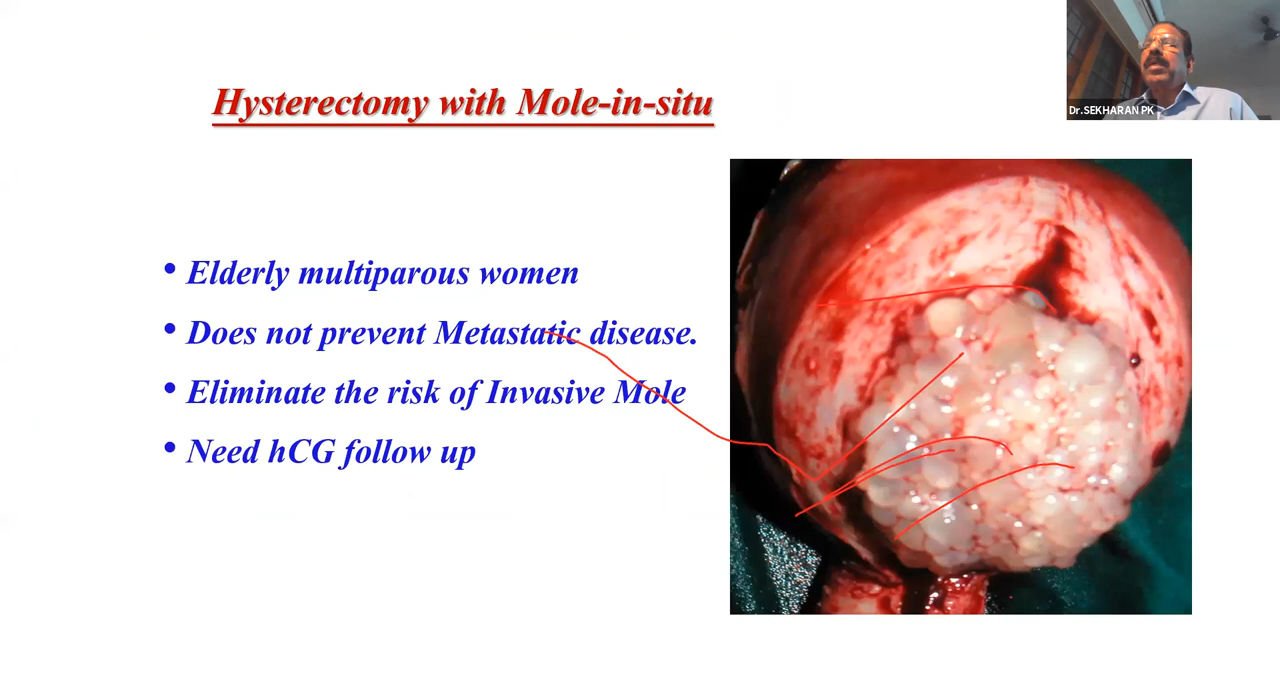 Hysterectomy with Mole-in-situ
Dr.SEKHARAN PK
• Elderly multiparous women
• Does not prevent Metastatic disease.
• Eliminate the risk of Invasive Mole
• Need hCG follow up